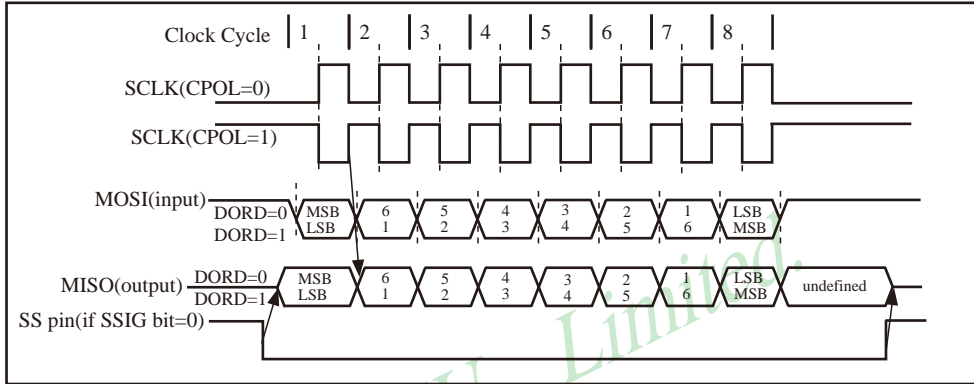 Clock Cycle 1 2 3 4 5 6 7 8
SCLK(CPOL=0)
SCLK(CPOL=1)
MOSI(input) DORD=0 MSB 6 5 4 3 2 1 LSB
DORD=1 LSB 1 2 3 4 5 6 MSB
MISO(output) DORD=0 MSB 6 5 4 3 2 1 LSB undefined
DORD=1 LSB 1 2 3 4 5 6 MSB
SS pin(if SSIG bit=0)
Limited.